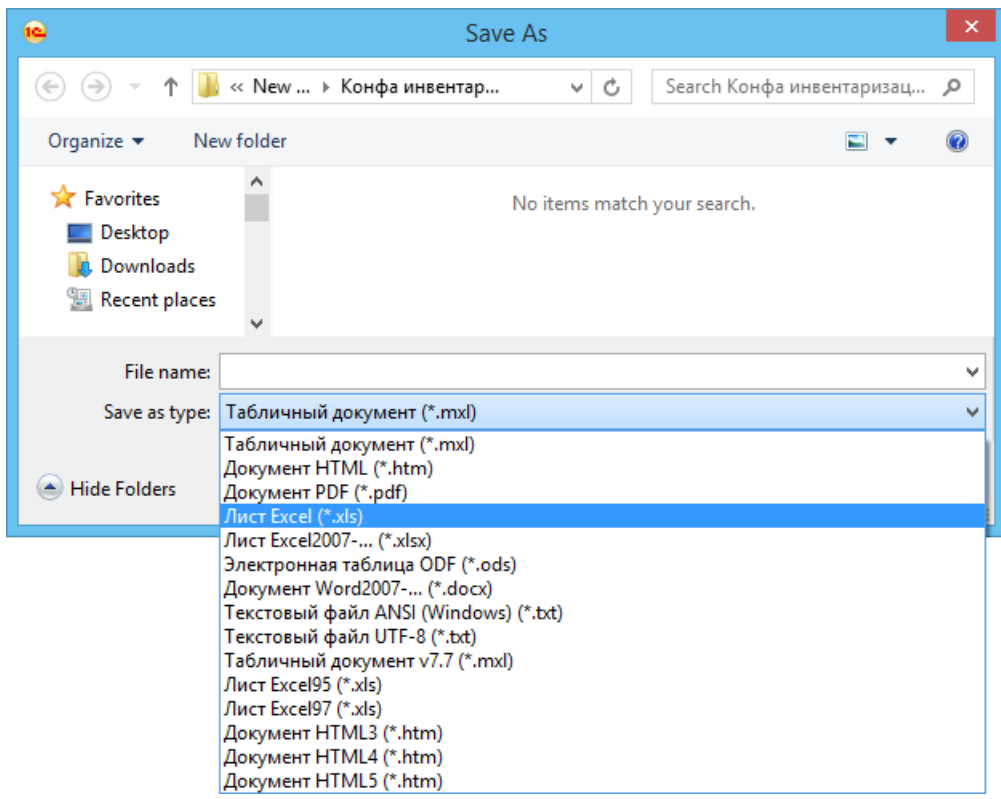 1С
Save As
« New ... Конфа инвентар...
Search Конфа инвентаризац...
Organize
New folder
Favorites
Desktop
Downloads
Recent places
No items match your search.
File name:
Save as type: Табличный документ (*.mxl)
Табличный документ (*.mxl)
Документ HTML (*.htm)
Документ PDF (*.pdf)
Лист Excel (*.xls)
Лист Excel2007-... (*.xlsx)
Электронная таблица ODF (*.ods)
Документ Word2007-... (*.docx)
Текстовый файл ANSI (Windows) (*.txt)
Текстовый файл UTF-8 (*.txt)
Табличный документ v7.7 (*.mxl)
Лист Excel95 (*.xls)
Лист Excel97 (*.xls)
Документ HTML3 (*.htm)
Документ HTML4 (*.htm)
Документ HTML5 (*.htm)
Hide Folders